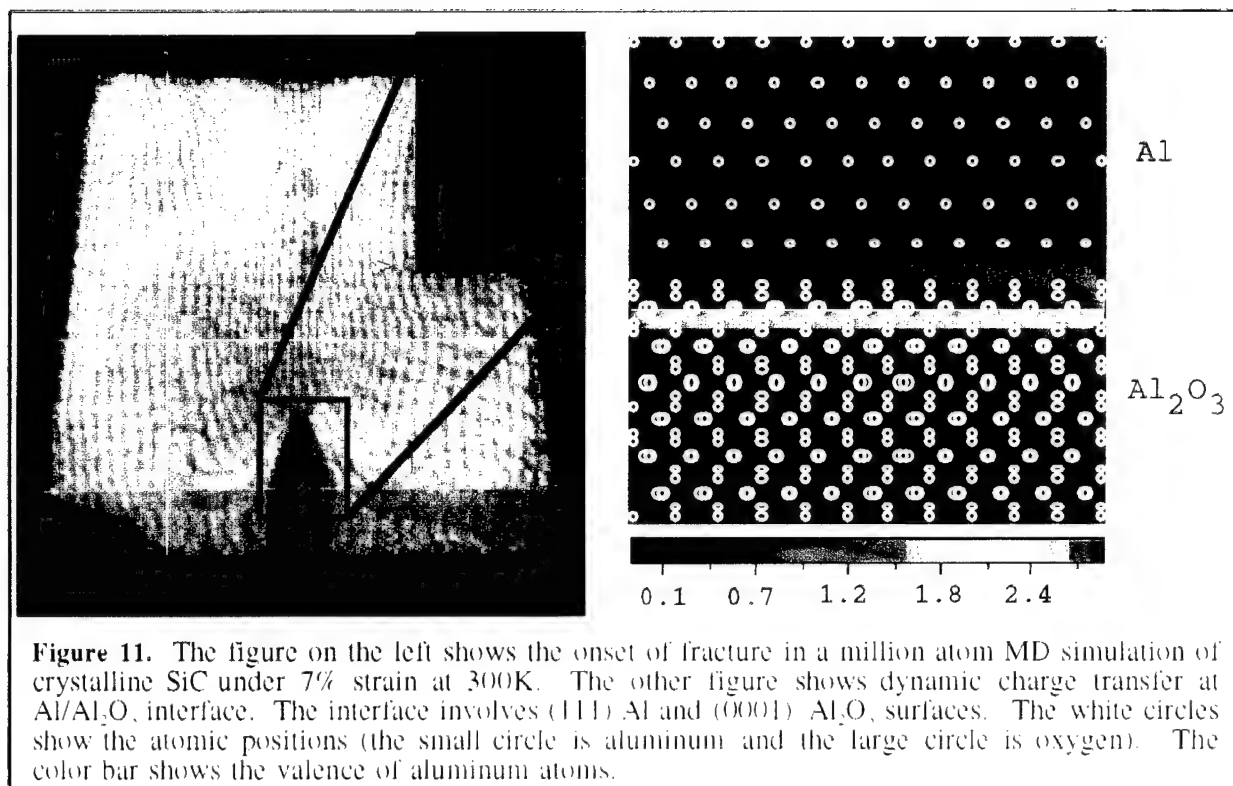 Al
Al₂O₃
0.1 0.7 1.2 1.8 2.4
Figure 11. The figure on the left shows the onset of fracture in a million atom MD simulation of
crystalline SiC under 7% strain at 300K. The other figure shows dynamic charge transfer at
Al/Al₂O, interface. The interface involves (111) Al and (0001) Al₂O, surfaces. The white circles
show the atomic positions (the small circle is aluminum and the large circle is oxygen). The
color bar shows the valence of aluminum atoms.